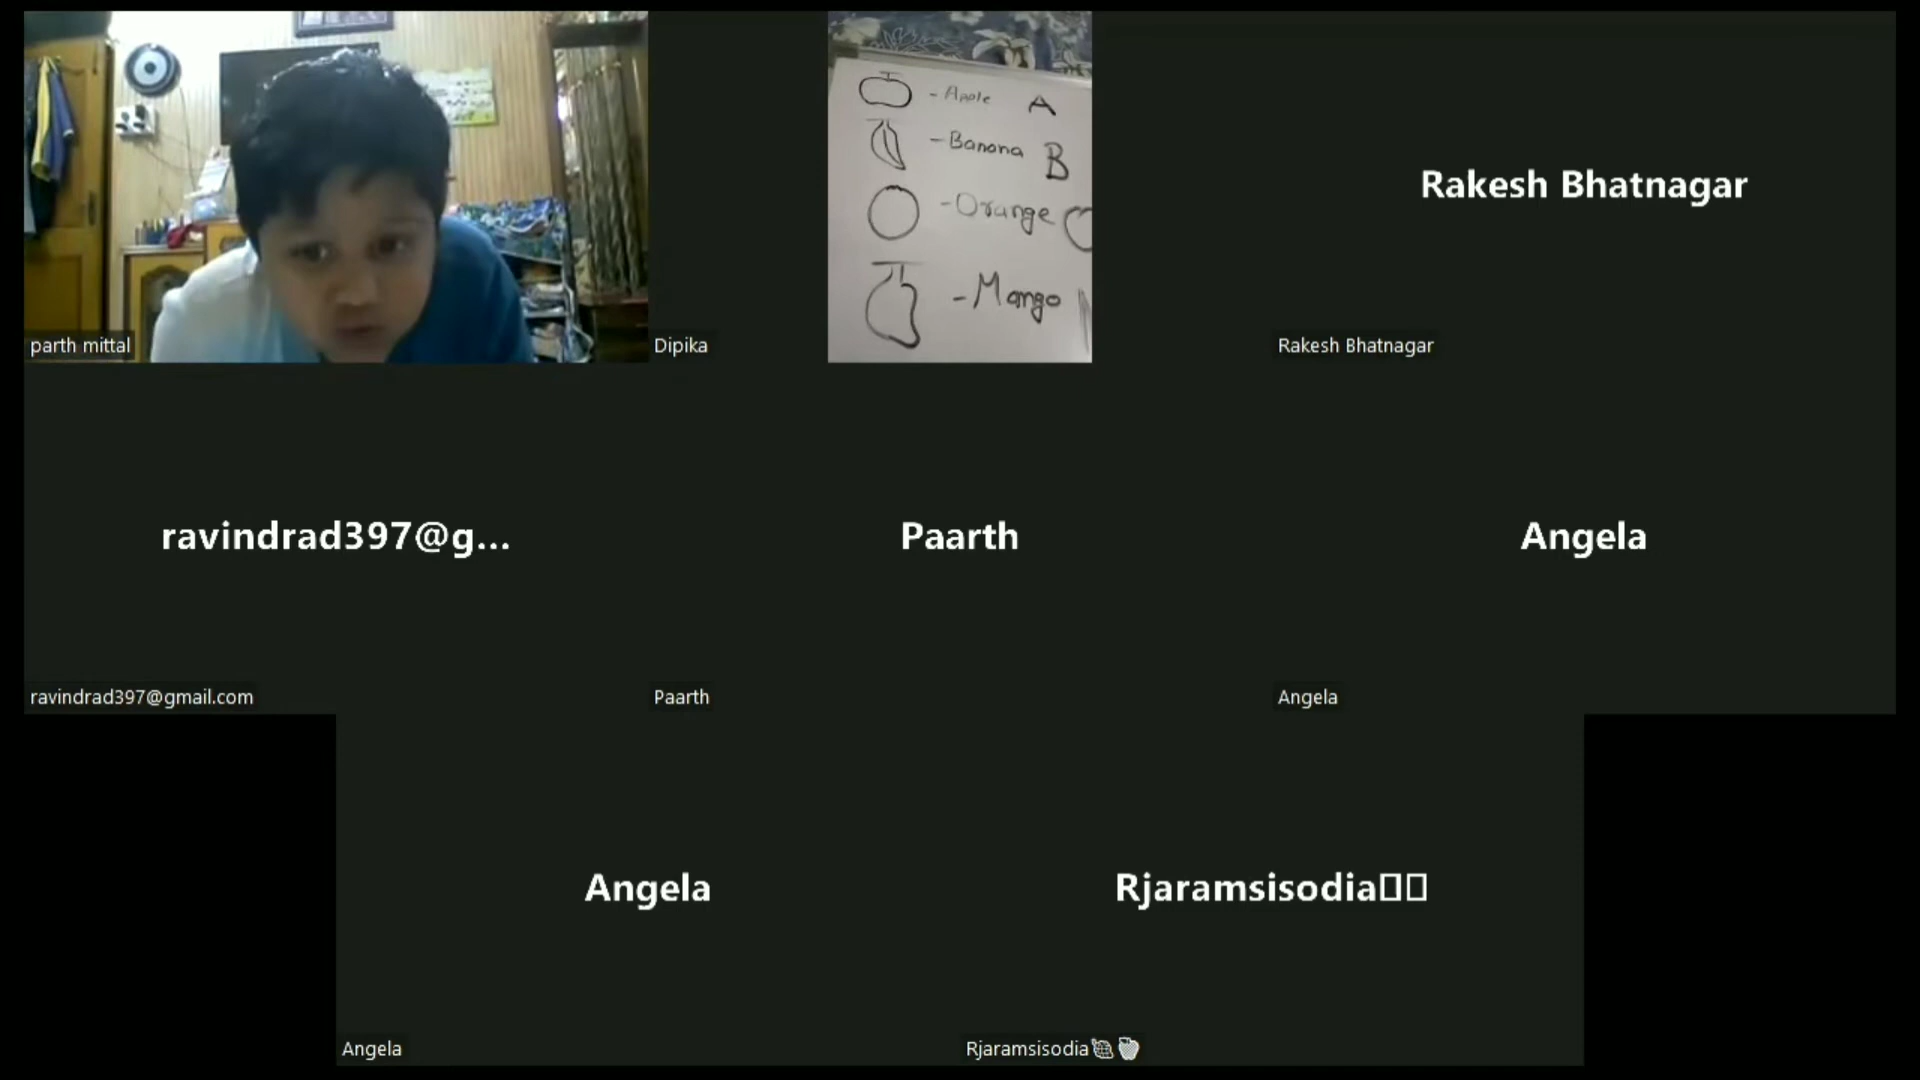 - Apple A
- Banana B
- Orange O
- Mango
Rakesh Bhatnagar
parth mittal
Dipika
Rakesh Bhatnagar
ravindrad397@g...
Paarth
Angela
ravindrad397@gmail.com
Paarth
Angela
Angela
Rjaramsisodia
Angela
Rjaramsisodia